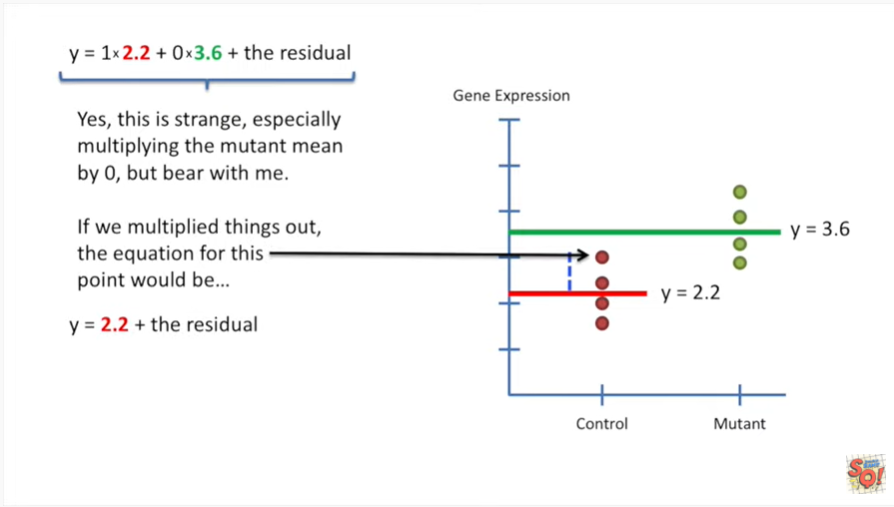 y = 1×2.2 + 0×3.6 + the residual
Yes, this is strange, especially
multiplying the mutant mean
by 0, but bear with me.
If we multiplied things out,
the equation for this
point would be...
y = 2.2 + the residual
Gene Expression
y = 3.6
y = 2.2
Control
Mutant
SQ!